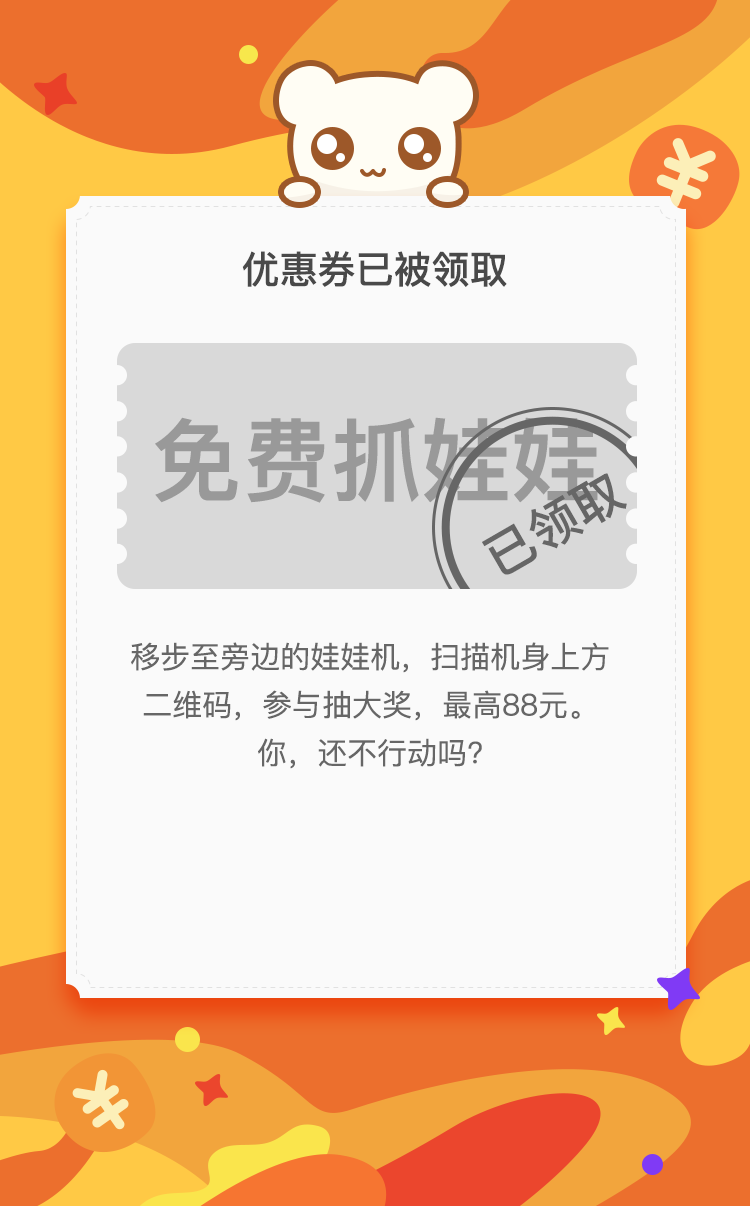 优惠券已被领取
免费抓娃娃
已领取
移步至旁边的娃娃机，扫描机身上方
二维码，参与抽大奖，最高88元。
你，还不行动吗？